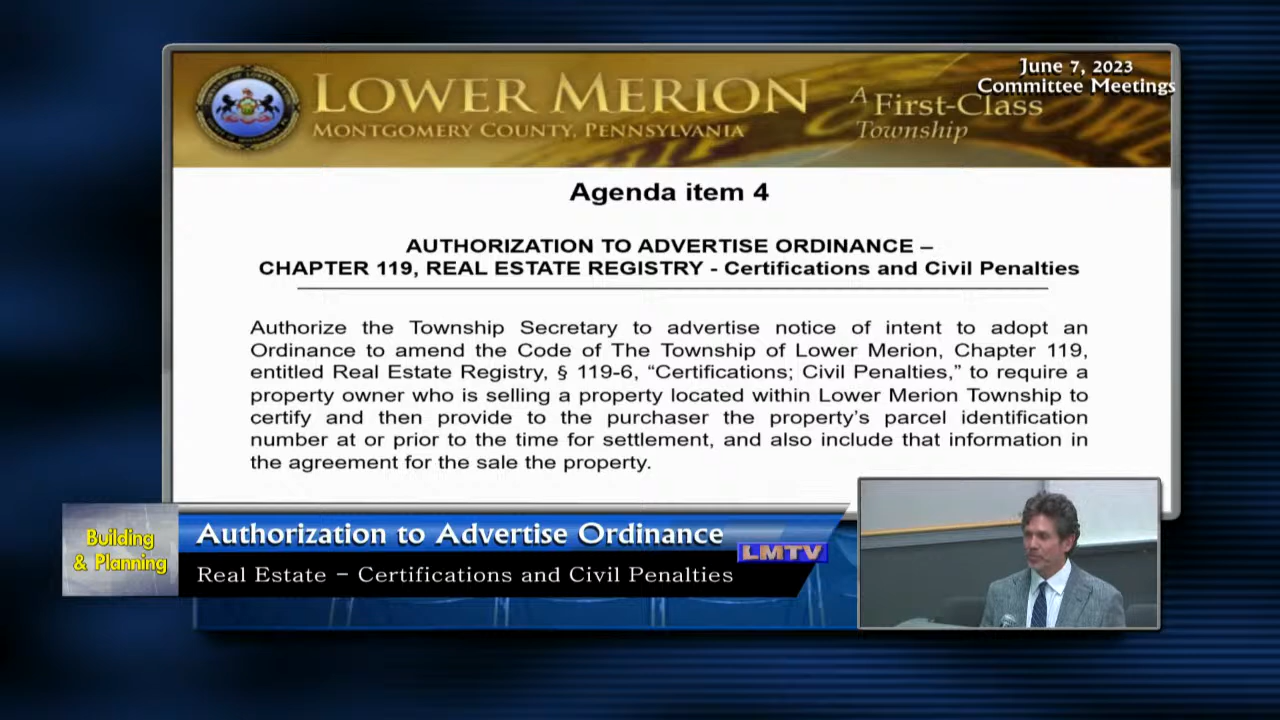 LOWER MERION
MONTGOMERY COUNTY, PENNSYLVANIA
A
First-Class
Township
June 7, 2023
Committee Meetings
Agenda item 4
AUTHORIZATION TO ADVERTISE ORDINANCE –
CHAPTER 119, REAL ESTATE REGISTRY - Certifications and Civil Penalties
Authorize the Township Secretary to advertise notice of intent to adopt an
Ordinance to amend the Code of The Township of Lower Merion, Chapter 119,
entitled Real Estate Registry, § 119-6, “Certifications; Civil Penalties,” to require a
property owner who is selling a property located within Lower Merion Township to
certify and then provide to the purchaser the property’s parcel identification
number at or prior to the time for settlement, and also include that information in
the agreement for the sale the property.
Building
& Planning
Authorization to Advertise Ordinance
LMTV
Real Estate – Certifications and Civil Penalties